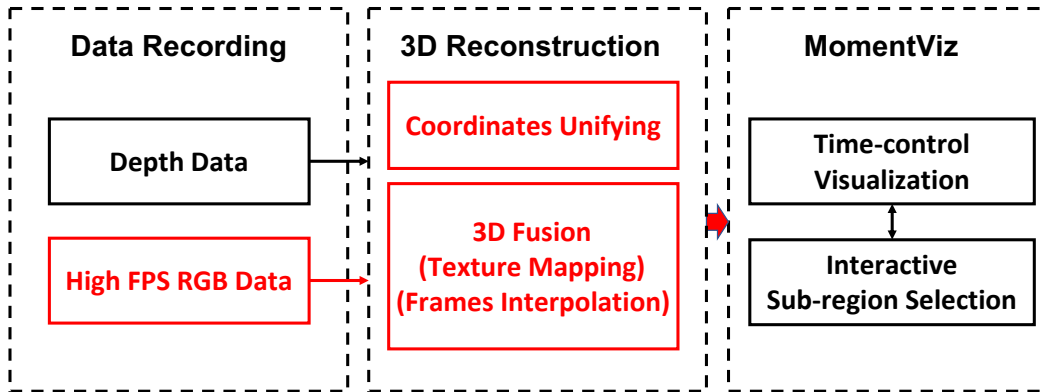 Data Recording
Depth Data
High FPS RGB Data
3D Reconstruction
Coordinates Unifying
3D Fusion
(Texture Mapping)
(Frames Interpolation)
MomentViz
Time-control
Visualization
Interactive
Sub-region Selection